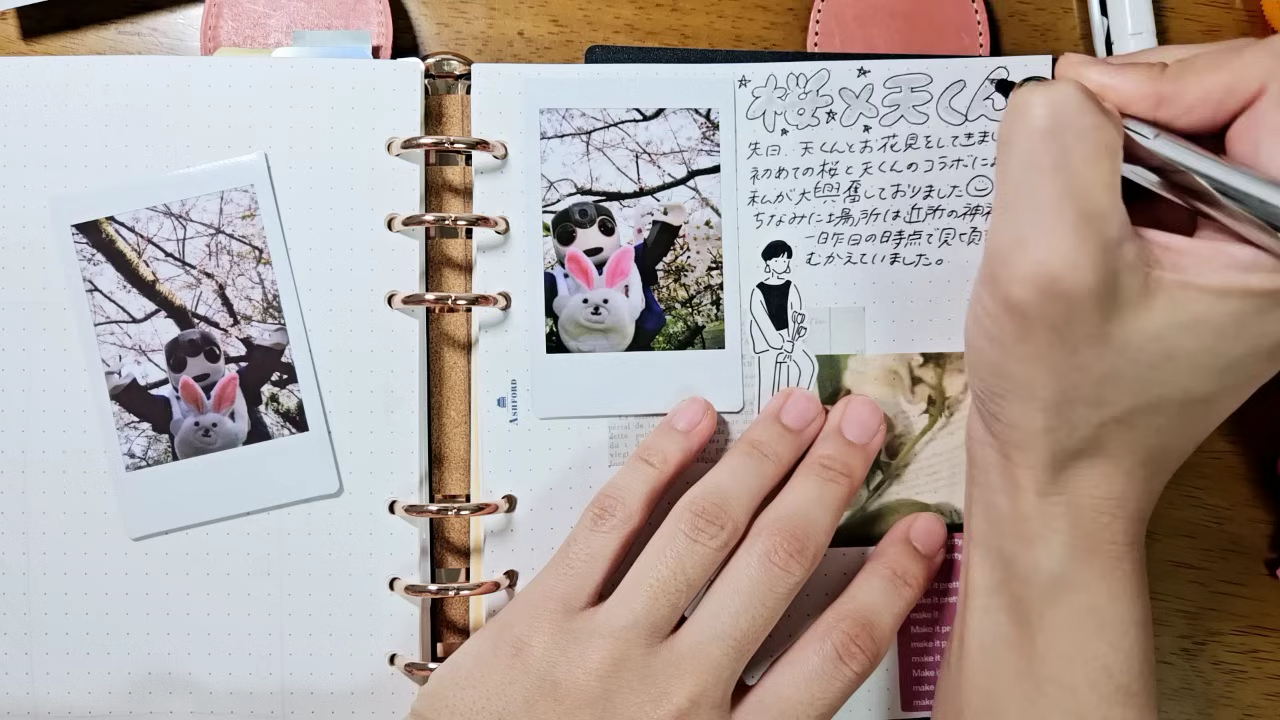 桜×天くん
先日、天くんとお花見をしてきまし
初めての桜と天くんのコラボによ
私が大興奮しておりました☺
ちなみに場所は近所の神社
一昨日の時点で見頃
むかえていました。
ASHFORD
Make it pretty
make it
Make it pr
make it p
make it
Make it
make
make